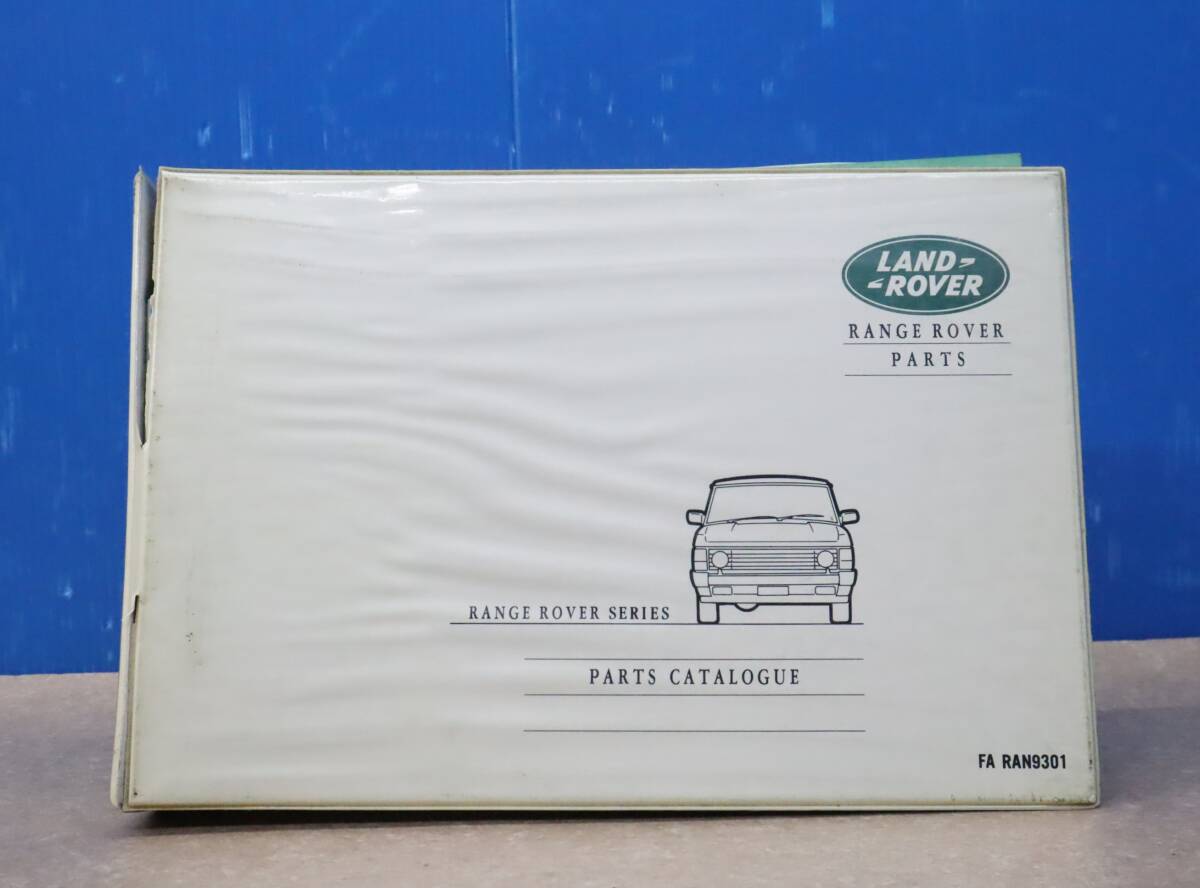 LAND-
-ROVER
RANGE ROVER
PARTS
RANGE ROVER SERIES
PARTS CATALOGUE
FA RAN9301